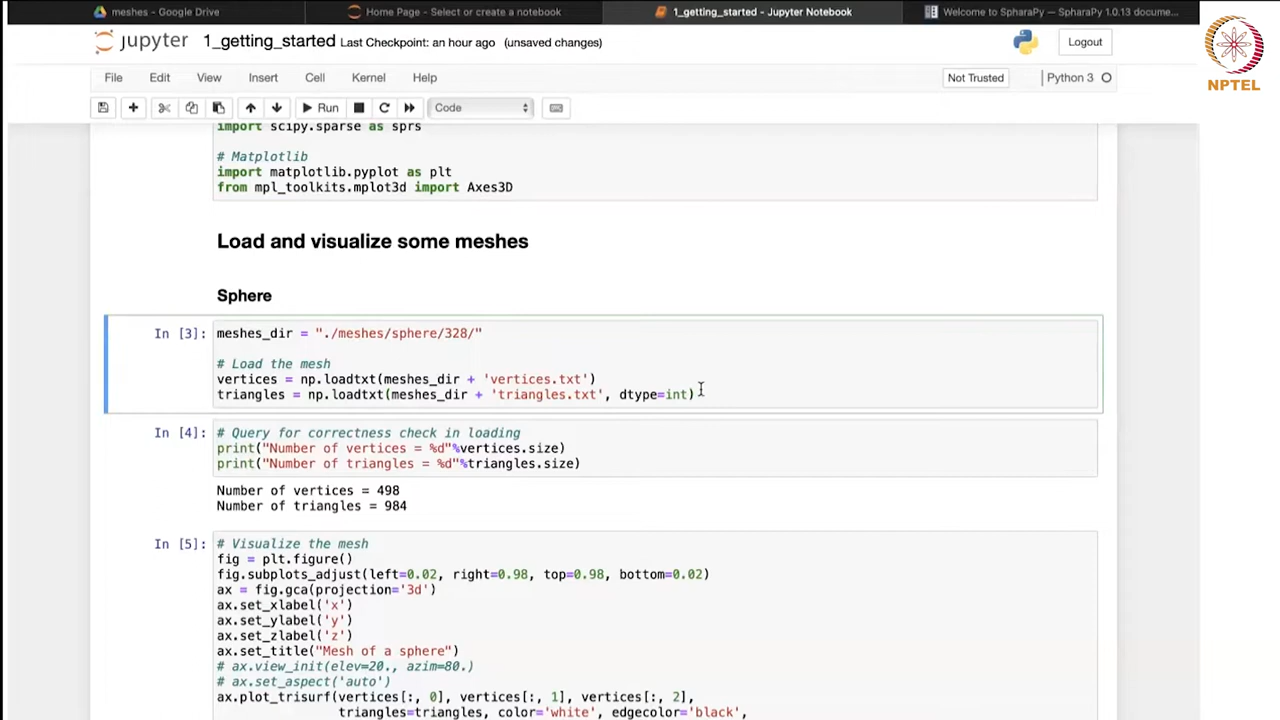 meshes - Google Drive
Home Page - Select or create a notebook
1_getting_started - Jupyter Notebook
Welcome to SpharaPy — SpharaPy 1.0.13 docume...
jupyter 1_getting_started Last Checkpoint: an hour ago (unsaved changes)
Logout
NPTEL
File Edit View Insert Cell Kernel Help
Not Trusted
Python 3
Run
Code
import scipy.sparse as sprs
# Matplotlib
import matplotlib.pyplot as plt
from mpl_toolkits.mplot3d import Axes3D
Load and visualize some meshes
Sphere
In [3]: meshes_dir = "./meshes/sphere/328/"
# Load the mesh
vertices = np.loadtxt(meshes_dir + 'vertices.txt')
triangles = np.loadtxt(meshes_dir + 'triangles.txt', dtype=int)
In [4]: # Query for correctness check in loading
print("Number of vertices = %d"%vertices.size)
print("Number of triangles = %d"%triangles.size)
Number of vertices = 498
Number of triangles = 984
In [5]: # Visualize the mesh
fig = plt.figure()
fig.subplots_adjust(left=0.02, right=0.98, top=0.98, bottom=0.02)
ax = fig.gca(projection='3d')
ax.set_xlabel('x')
ax.set_ylabel('y')
ax.set_zlabel('z')
ax.set_title("Mesh of a sphere")
# ax.view_init(elev=20., azim=80.)
# ax.set_aspect('auto')
ax.plot_trisurf(vertices[:, 0], vertices[:, 1], vertices[:, 2],
triangles=triangles, color='white', edgecolor='black',